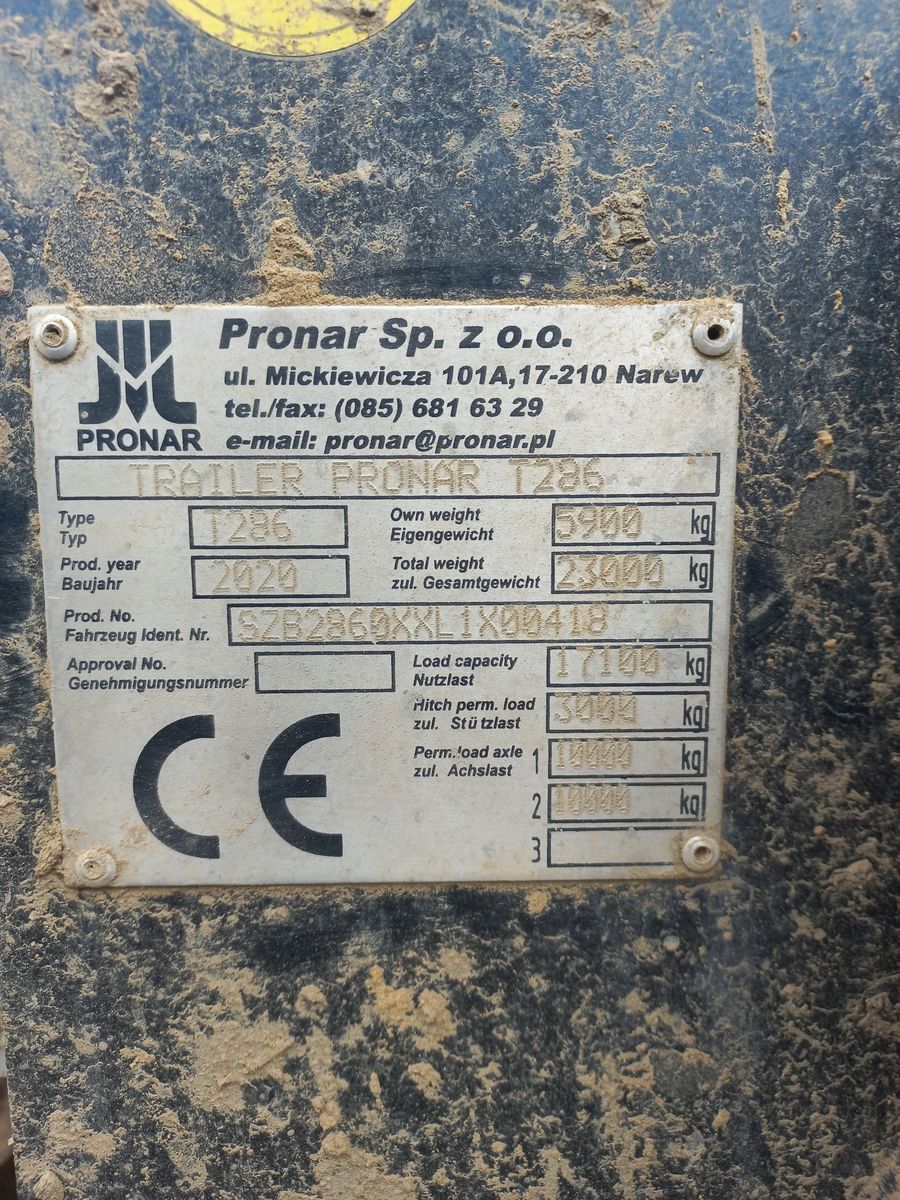 Pronar Sp. z o.o.
ul. Mickiewicza 101A,17-210 Narew
tel./fax: (085) 681 63 29
PRONAR
e-mail: pronar@pronar.pl
TRAILER PRONAR T286
Type
Typ
T286
Own weight
Eigengewicht
5900 kg
Prod. year
Baujahr
2020
Total weight
zul. Gesamtgewicht
23000 kg
Prod. No.
Fahrzeug Ident. Nr.
SZB2860XXL1X00418
Approval No.
Genehmigungsnummer
Load capacity
Nutzlast
17100 kg
Hitch perm. load
zul. Stützlast
3000 kg
Perm.load axle
zul. Achslast
1 10000 kg
2 10000 kg
3
CE